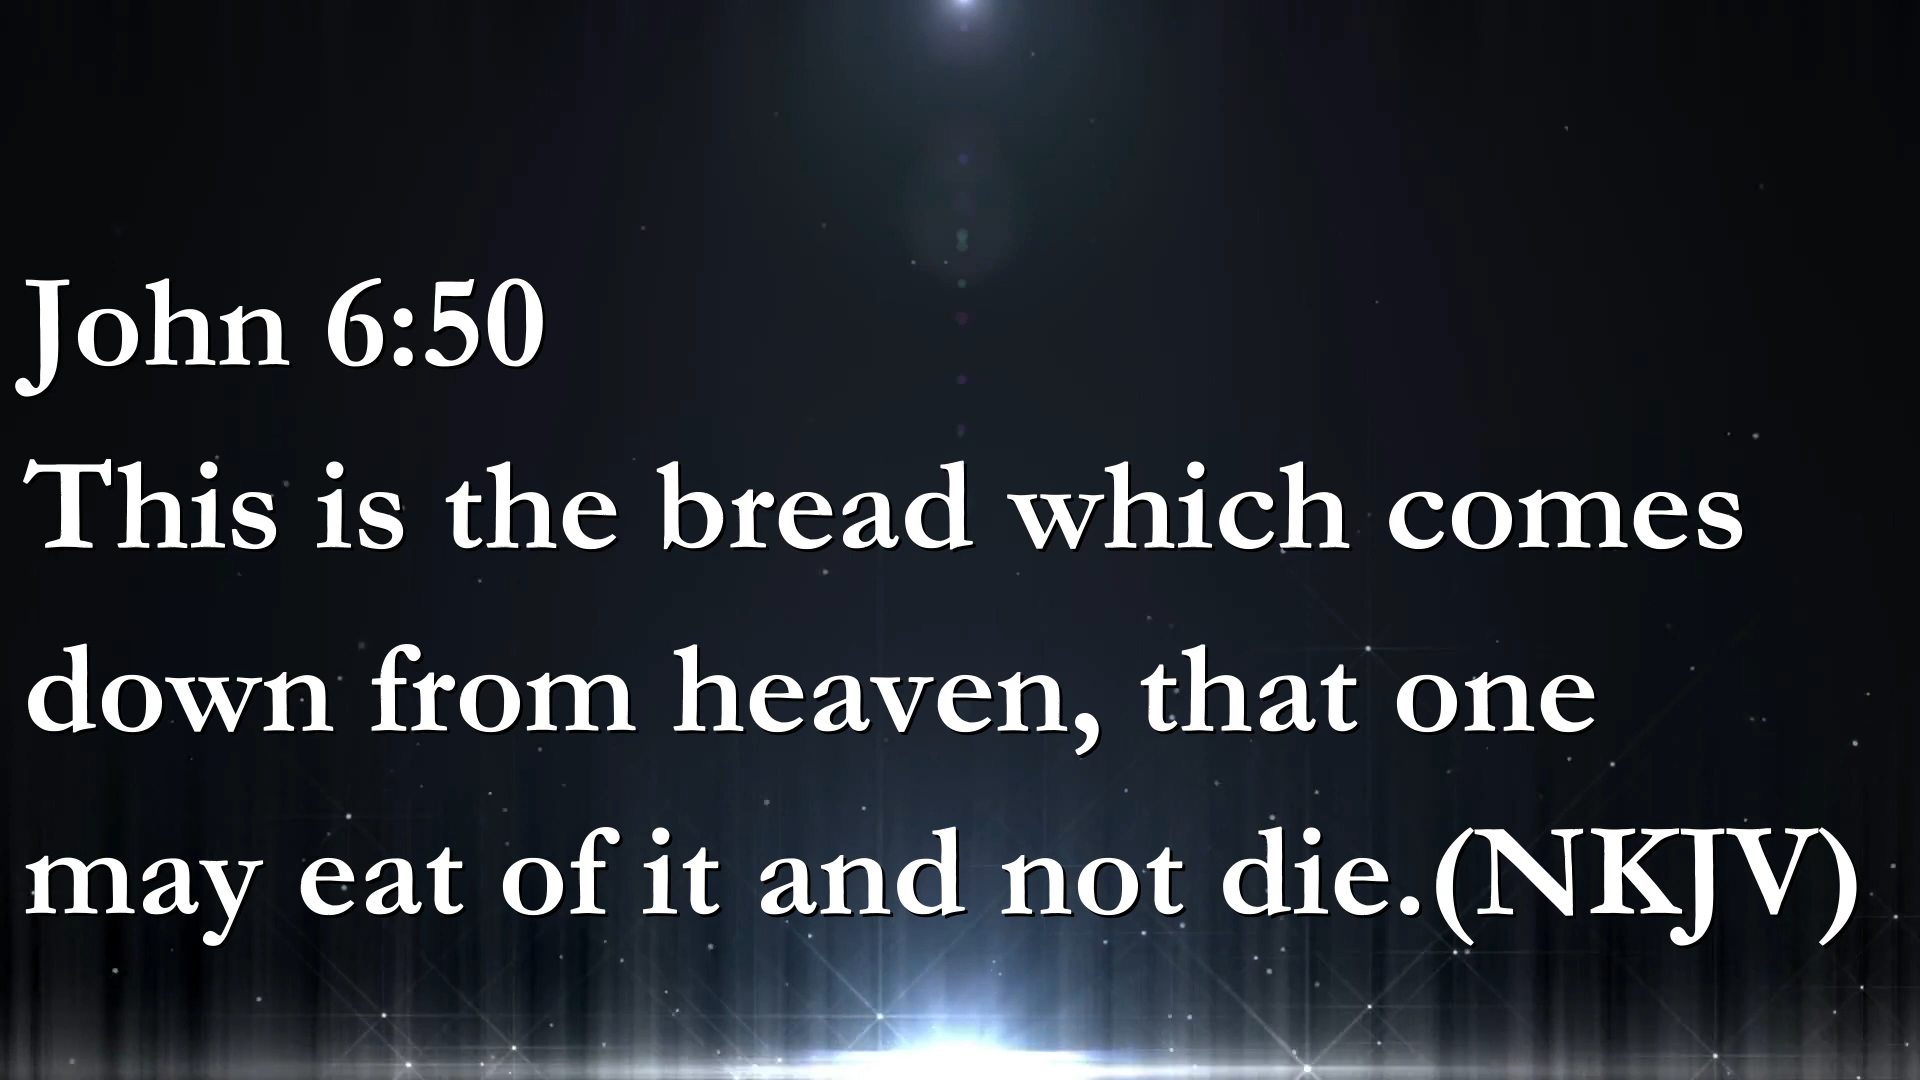 John 6:50
This is the bread which comes
down from heaven, that one
may eat of it and not die.(NKJV)